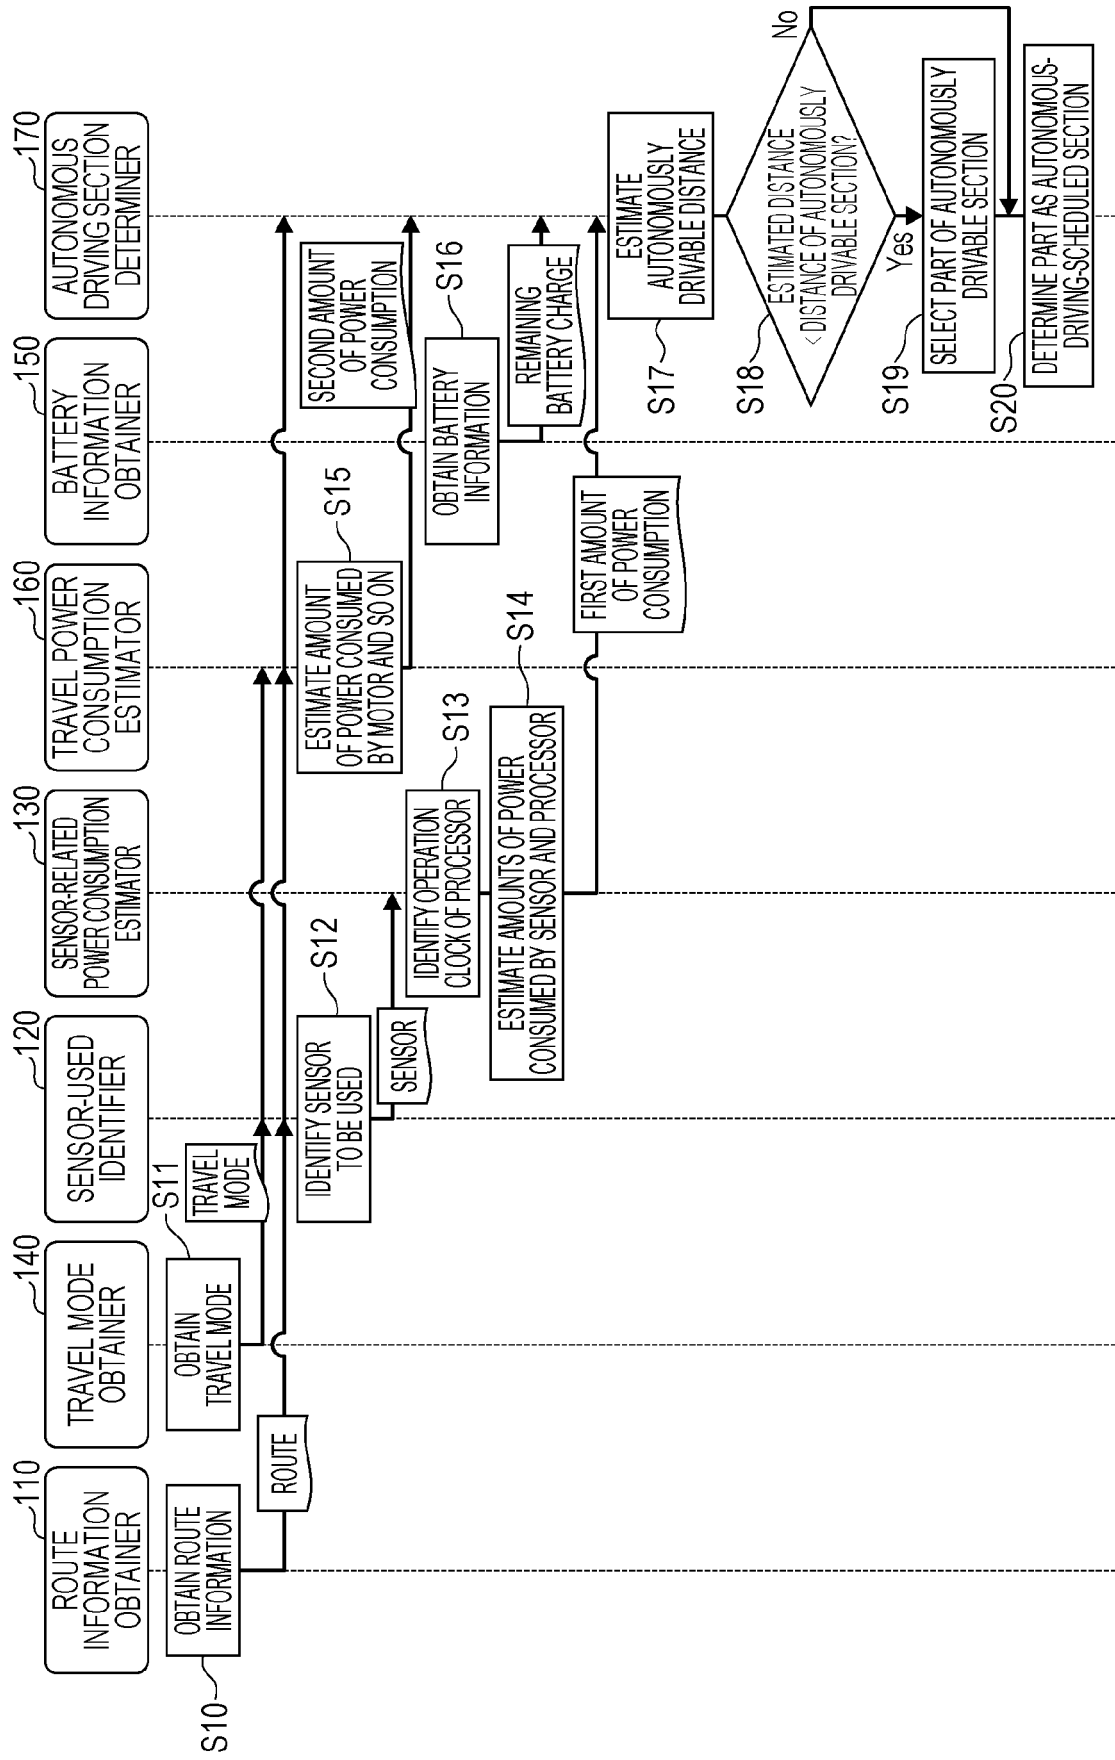 110
ROUTE
INFORMATION
OBTAINER
140
TRAVEL MODE
OBTAINER
120
SENSOR-USED
IDENTIFIER
130
SENSOR-RELATED
POWER CONSUMPTION
ESTIMATOR
160
TRAVEL POWER
CONSUMPTION
ESTIMATOR
150
BATTERY
INFORMATION
OBTAINER
170
AUTONOMOUS
DRIVING SECTION
DETERMINER
S10
OBTAIN ROUTE
INFORMATION
S11
OBTAIN
TRAVEL MODE
TRAVEL
MODE
ROUTE
S12
IDENTIFY SENSOR
TO BE USED
SENSOR
S15
ESTIMATE AMOUNT
OF POWER CONSUMED
BY MOTOR AND SO ON
SECOND AMOUNT
OF POWER
CONSUMPTION
S13
IDENTIFY OPERATION
CLOCK OF PROCESSOR
S16
OBTAIN BATTERY
INFORMATION
REMAINING
BATTERY CHARGE
S14
ESTIMATE AMOUNTS OF POWER
CONSUMED BY SENSOR AND PROCESSOR
FIRST AMOUNT
OF POWER
CONSUMPTION
S17
ESTIMATE
AUTONOMOUSLY
DRIVABLE DISTANCE
S18
ESTIMATED DISTANCE
< DISTANCE OF AUTONOMOUSLY
DRIVABLE SECTION?
No
Yes
S19
SELECT PART OF AUTONOMOUSLY
DRIVABLE SECTION
S20
DETERMINE PART AS AUTONOMOUS-
DRIVING-SCHEDULED SECTION